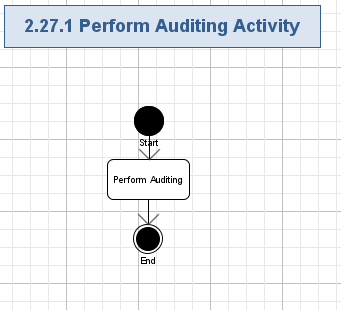 2.27.1 Perform Auditing Activity
Start
Perform Auditing
End